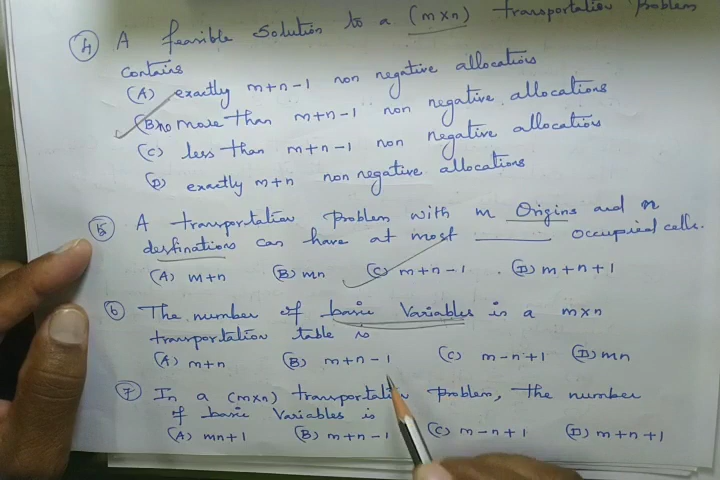 4 A feasible solution to a (m×n) transportation Problem
contains
(A) exactly m+n-1 non negative allocations
(B) no more than m+n-1 non negative allocations
(C) less than m+n-1 non negative allocations
(D) exactly m+n non negative allocations
5 A transportation Problem with m Origins and n
destinations can have at most ______ occupied cells.
(A) m+n (B) mn (C) m+n-1 (D) m+n+1
6 The number of basic Variables in a m×n
transportation table is
(A) m+n (B) m+n-1 (C) m-n+1 (D) mn
7 In a (m×n) transportation Problem, the number
of basic Variables is
(A) mn+1 (B) m+n-1 (C) m-n+1 (D) m+n+1